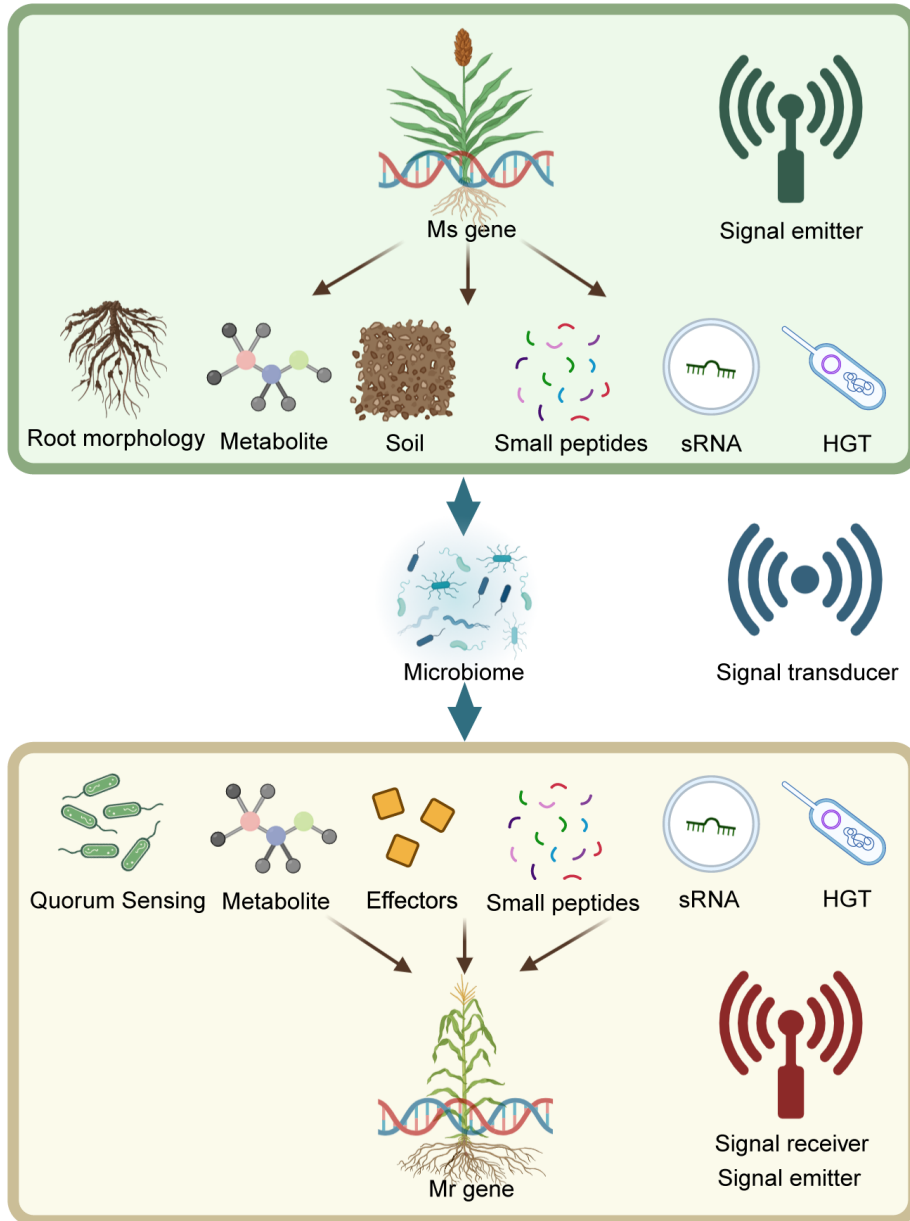 Ms gene
Signal emitter
Root morphology
Metabolite
Soil
Small peptides
sRNA
HGT
Microbiome
Signal transducer
Quorum Sensing
Metabolite
Effectors
Small peptides
sRNA
HGT
Mr gene
Signal receiver
Signal emitter